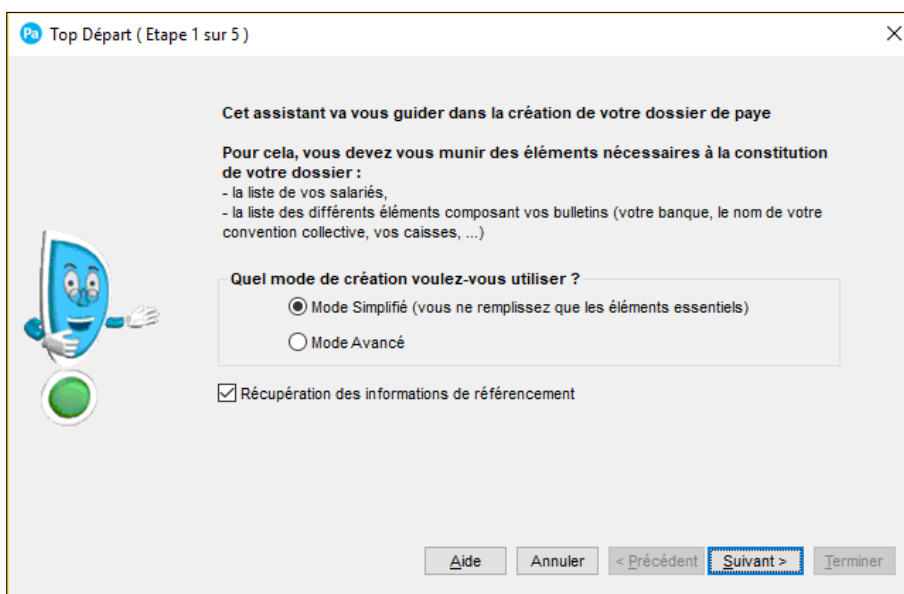 Pa Top Départ ( Etape 1 sur 5 )
Cet assistant va vous guider dans la création de votre dossier de paye
Pour cela, vous devez vous munir des éléments nécessaires à la constitution
de votre dossier :
- la liste de vos salariés,
- la liste des différents éléments composant vos bulletins (votre banque, le nom de votre
convention collective, vos caisses, ...)
Quel mode de création voulez-vous utiliser ?
Mode Simplifié (vous ne remplissez que les éléments essentiels)
Mode Avancé
Récupération des informations de référencement
Aide Annuler < Précédent Suivant > Terminer